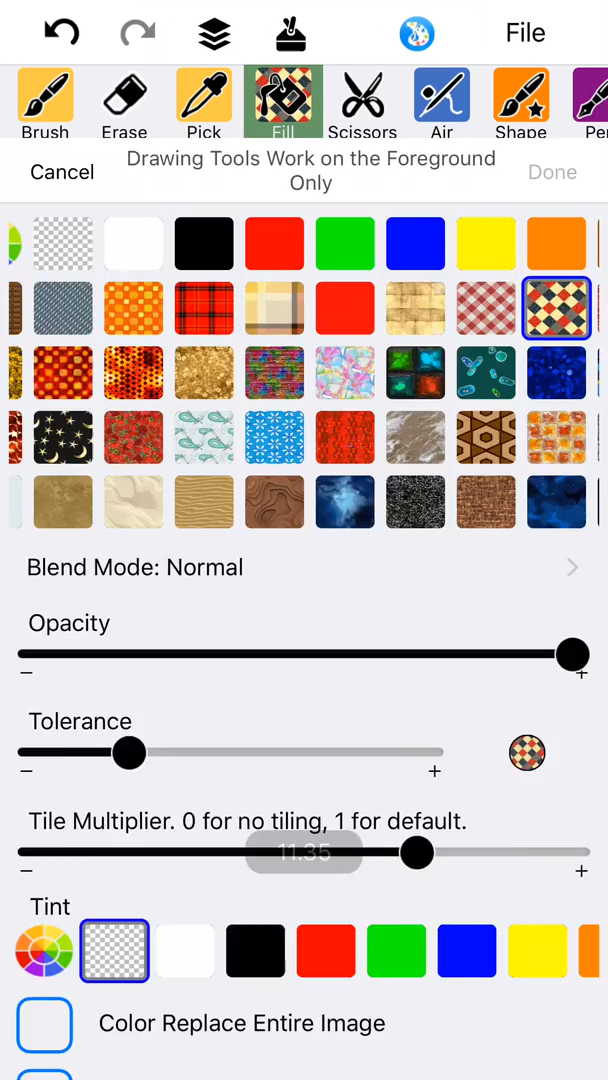 File
Brush
Erase
Pick
Fill
Scissors
Air
Shape
Pe
Cancel
Drawing Tools Work on the Foreground
Only
Done
Blend Mode: Normal
Opacity
− +
Tolerance
− +
Tile Multiplier. 0 for no tiling, 1 for default.
11.35
− +
Tint
Color Replace Entire Image